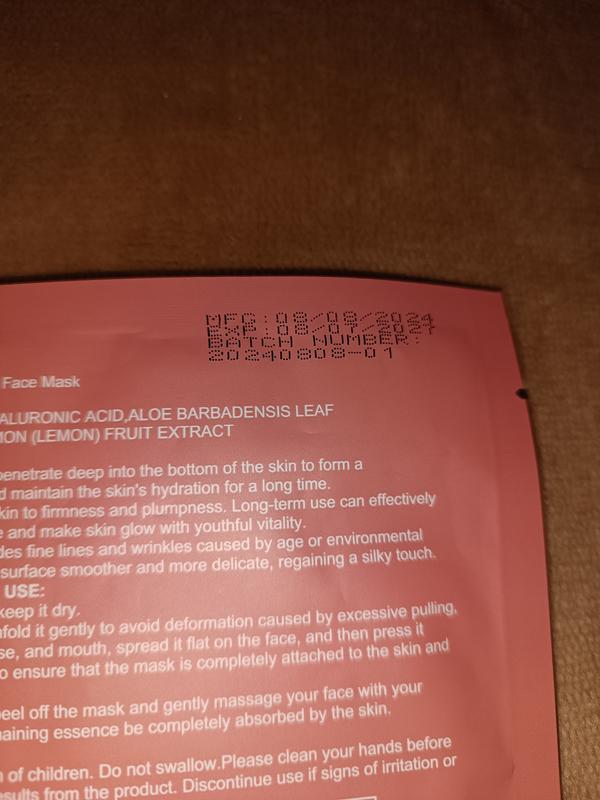 MFG:08/08/2024
EXP:08/07/2027
BATCH NUMBER:
20240808-01
Face Mask
ALURONIC ACID,ALOE BARBADENSIS LEAF
MON (LEMON) FRUIT EXTRACT
penetrate deep into the bottom of the skin to form a
d maintain the skin's hydration for a long time.
kin to firmness and plumpness. Long-term use can effectively
e and make skin glow with youthful vitality.
des fine lines and wrinkles caused by age or environmental
surface smoother and more delicate, regaining a silky touch.
USE:
keep it dry.
nfold it gently to avoid deformation caused by excessive pulling,
se, and mouth, spread it flat on the face, and then press it
o ensure that the mask is completely attached to the skin and
peel off the mask and gently massage your face with your
aining essence be completely absorbed by the skin.
h of children. Do not swallow.Please clean your hands before
esults from the product. Discontinue use if signs of irritation or